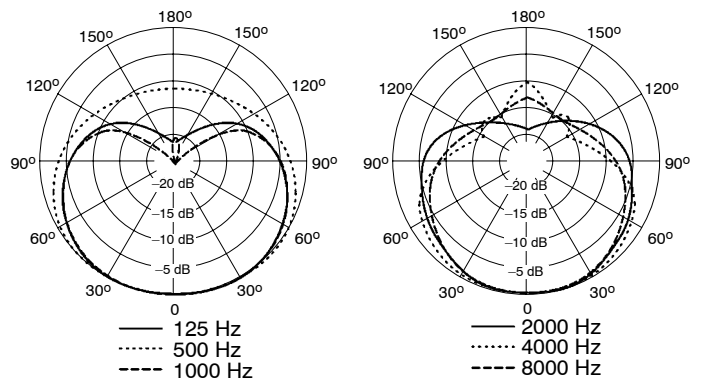 180º
150º 150º
120º 120º
90º 90º
–20 dB
–15 dB
–10 dB
–5 dB
60º 60º
30º 30º
0
125 Hz
500 Hz
1000 Hz
180º
150º 150º
120º 120º
90º 90º
–20 dB
–15 dB
–10 dB
–5 dB
60º 60º
30º 30º
0
2000 Hz
4000 Hz
8000 Hz